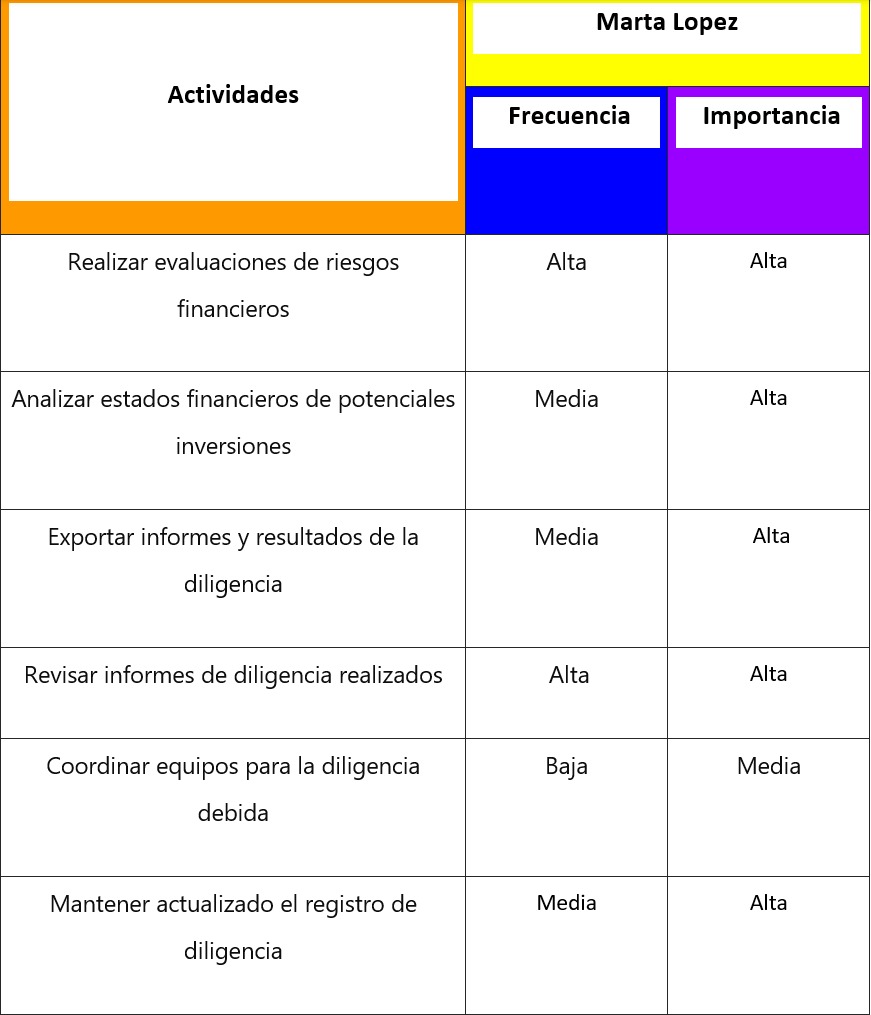 Marta Lopez
Actividades
Frecuencia
Importancia
Realizar evaluaciones de riesgos
financieros
Alta
Alta
Analizar estados financieros de potenciales
inversiones
Media
Alta
Exportar informes y resultados de la
diligencia
Media
Alta
Revisar informes de diligencia realizados
Alta
Alta
Coordinar equipos para la diligencia
debida
Baja
Media
Mantener actualizado el registro de
diligencia
Media
Alta